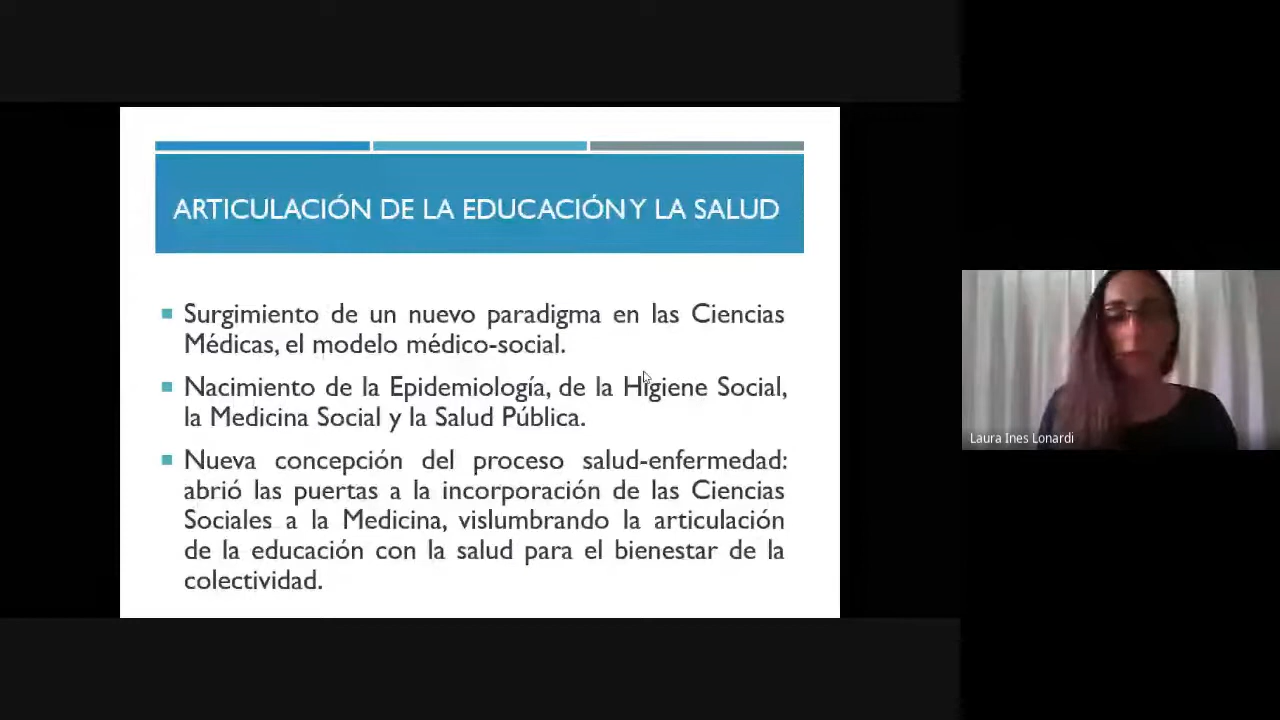 ARTICULACIÓN DE LA EDUCACIÓN Y LA SALUD
Surgimiento de un nuevo paradigma en las Ciencias
Médicas, el modelo médico-social.
Nacimiento de la Epidemiología, de la Higiene Social,
la Medicina Social y la Salud Pública.
Nueva concepción del proceso salud-enfermedad:
abrió las puertas a la incorporación de las Ciencias
Sociales a la Medicina, vislumbrando la articulación
de la educación con la salud para el bienestar de la
colectividad.
Laura Ines Lonardi